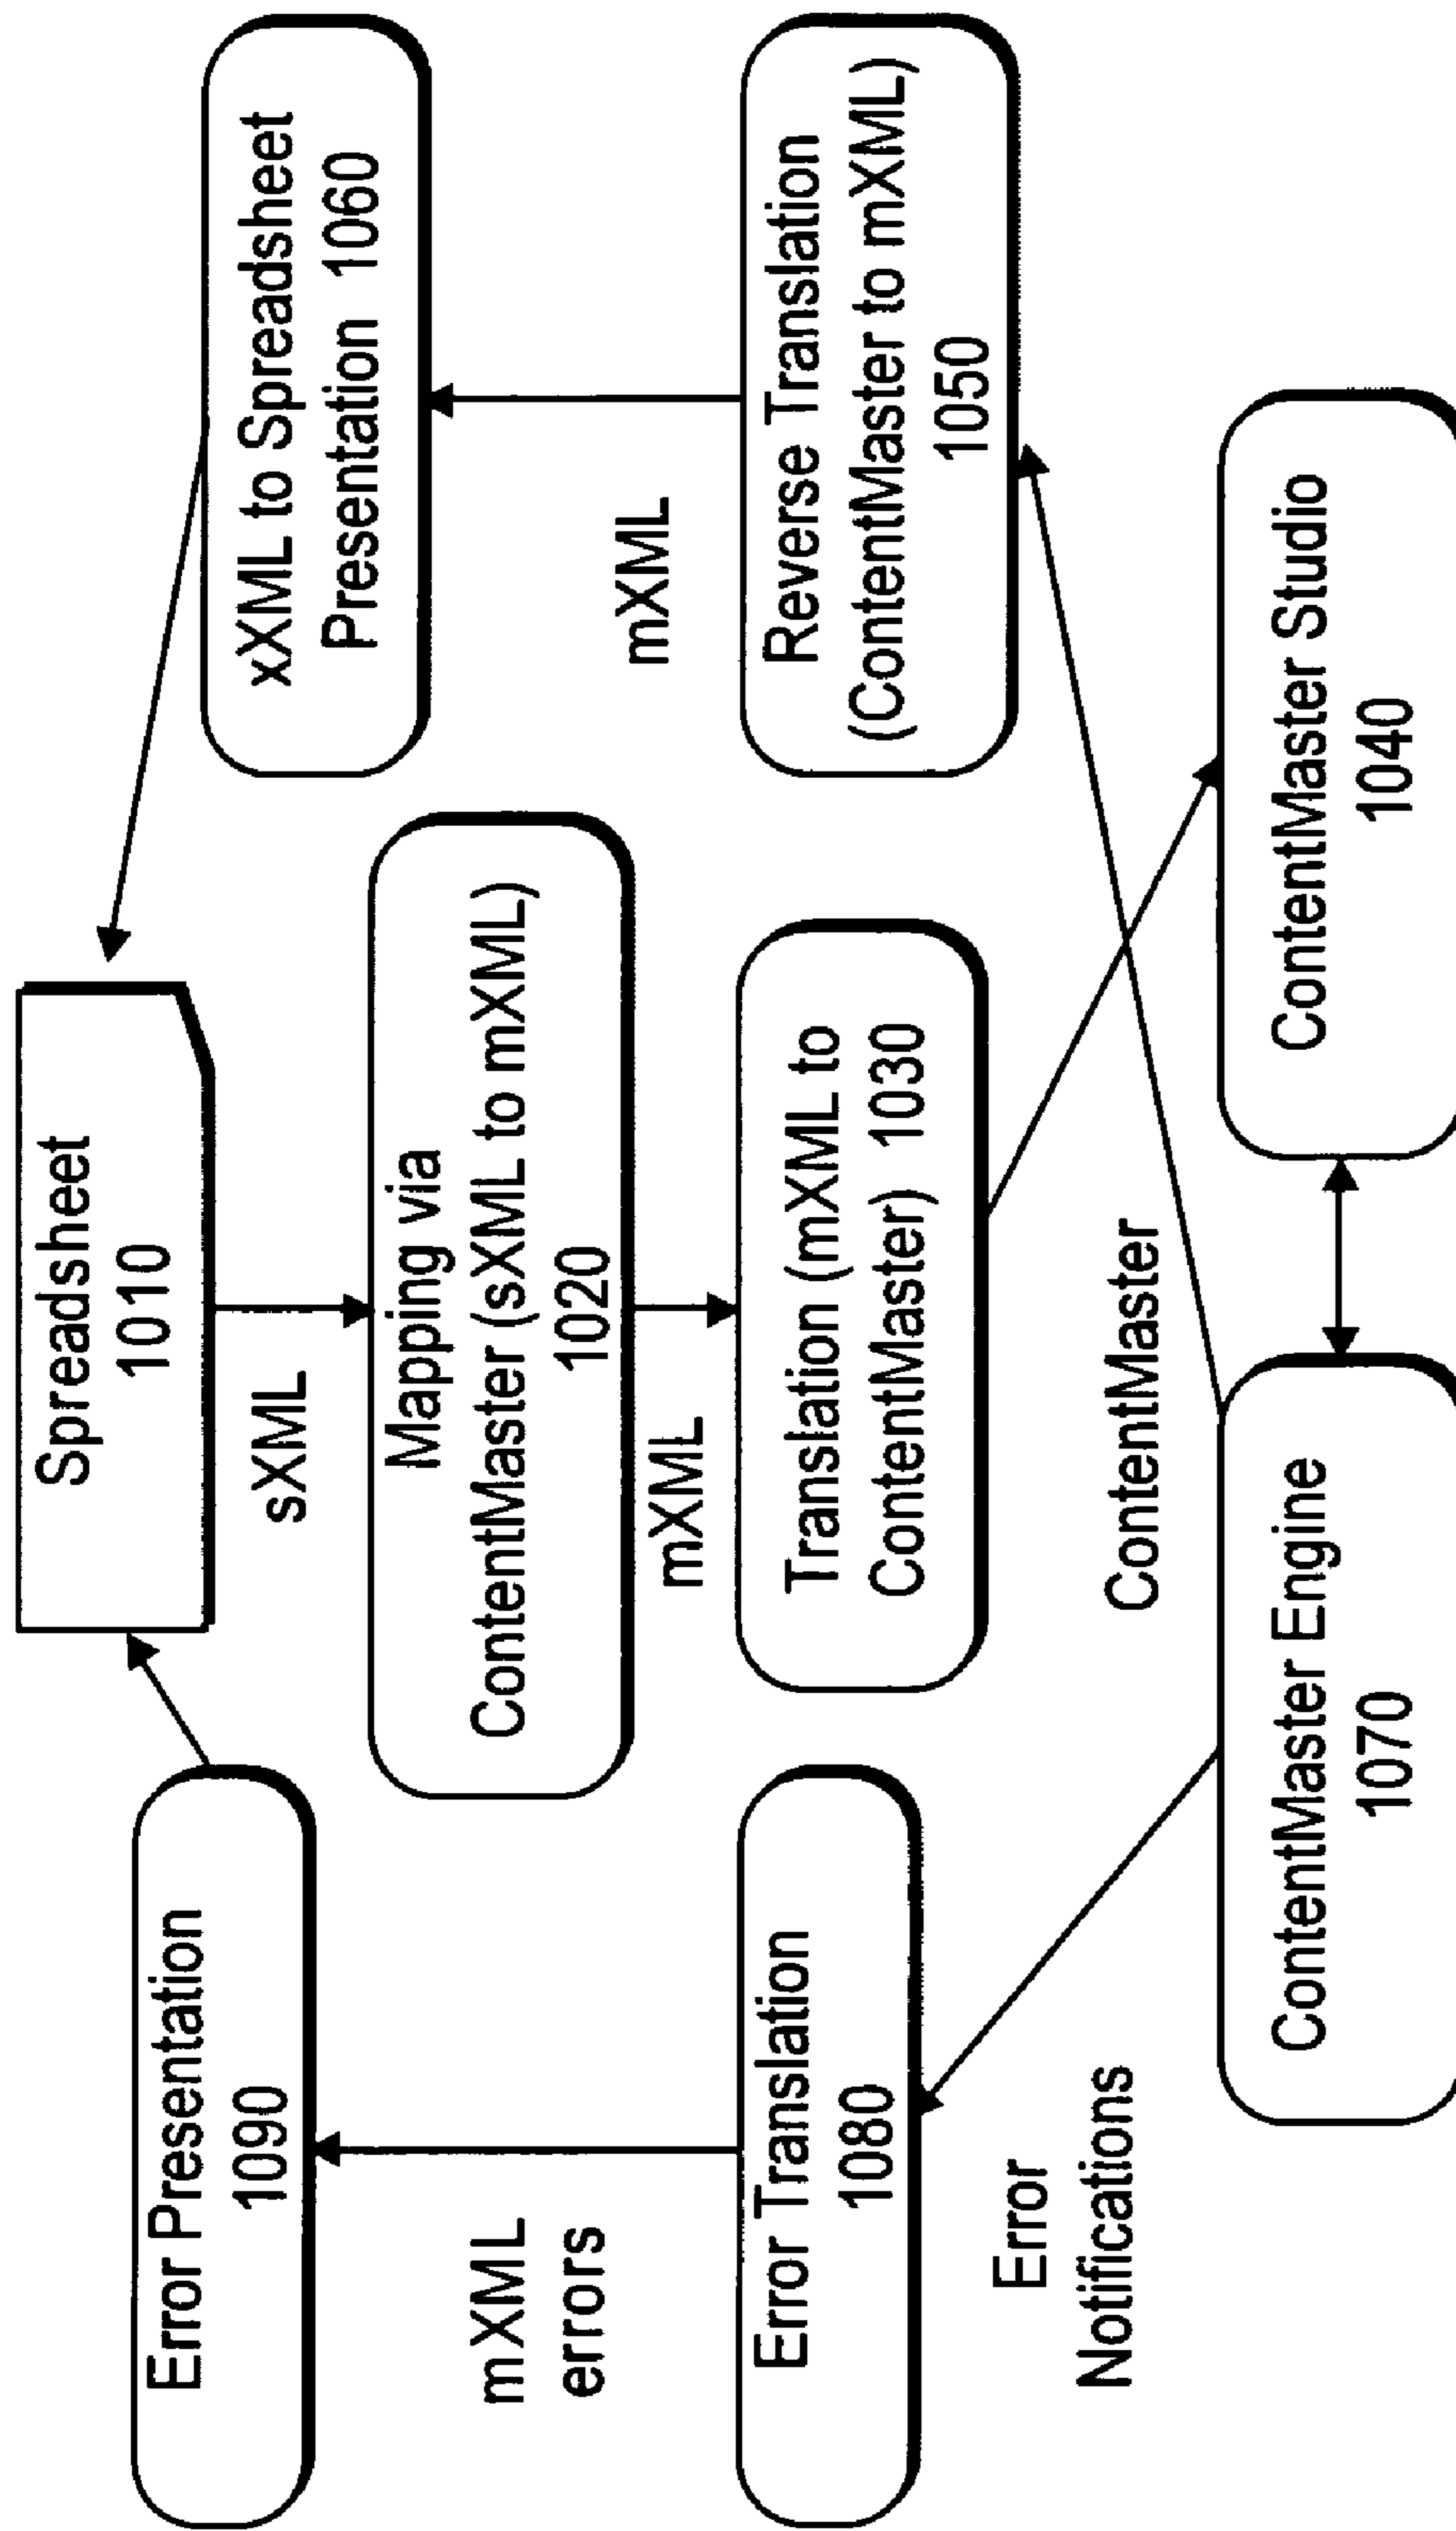 Spreadsheet
1010
sXML
Mapping via
ContentMaster (sXML to mXML)
1020
mXML
Translation (mXML to
ContentMaster) 1030
ContentMaster
ContentMaster Studio
1040
ContentMaster Engine
1070
Error
Notifications
Error Translation
1080
mXML
errors
Error Presentation
1090
Reverse Translation
(ContentMaster to mXML)
1050
mXML
xXML to Spreadsheet
Presentation 1060